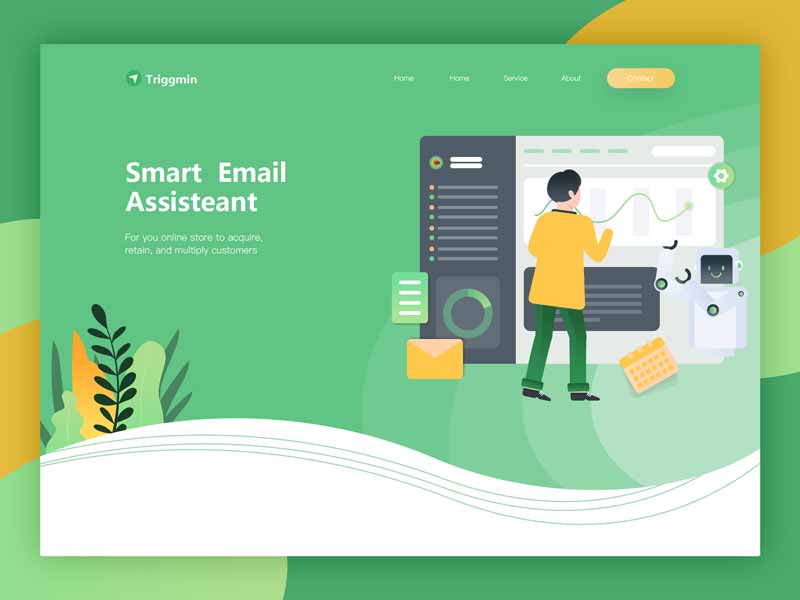 Triggmin
Home Home Service About Contact
Smart Email
Assisteant
For you online store to acquire,
retain, and multiply customers